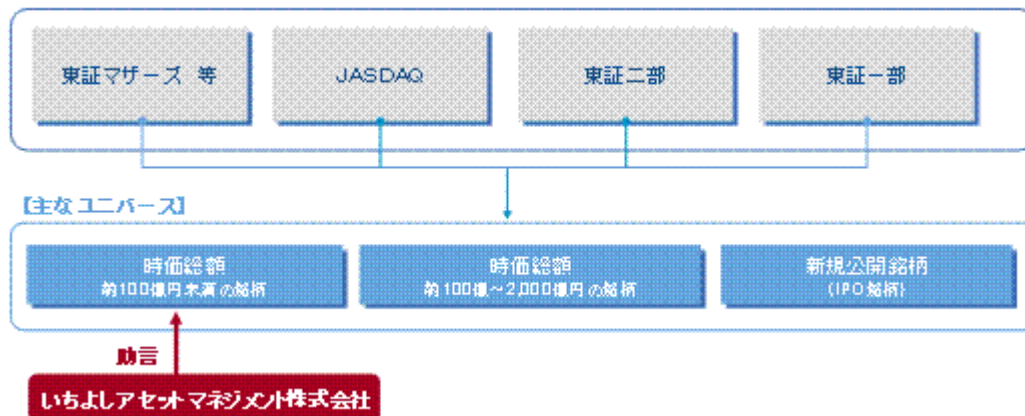 東証マザーズ 等
JASDAQ
東証二部
東証一部
【主なユニバース】
時価総額
約100億円未満の銘柄
時価総額
約100億～2,000億円の銘柄
新規公開銘柄
(IPO銘柄)
助言
いちよしアセットマネジメント株式会社